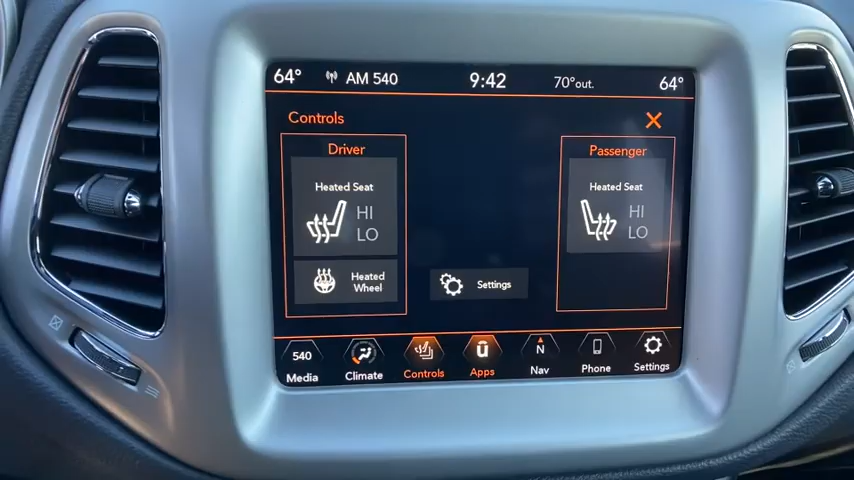 64° AM 540 9:42 70°out. 64°
Controls X
Driver
Heated Seat
HI
LO
Heated
Wheel
Settings
Passenger
Heated Seat
HI
LO
540
Media
Climate
Controls
ū
Apps
N
Nav
Phone
Settings